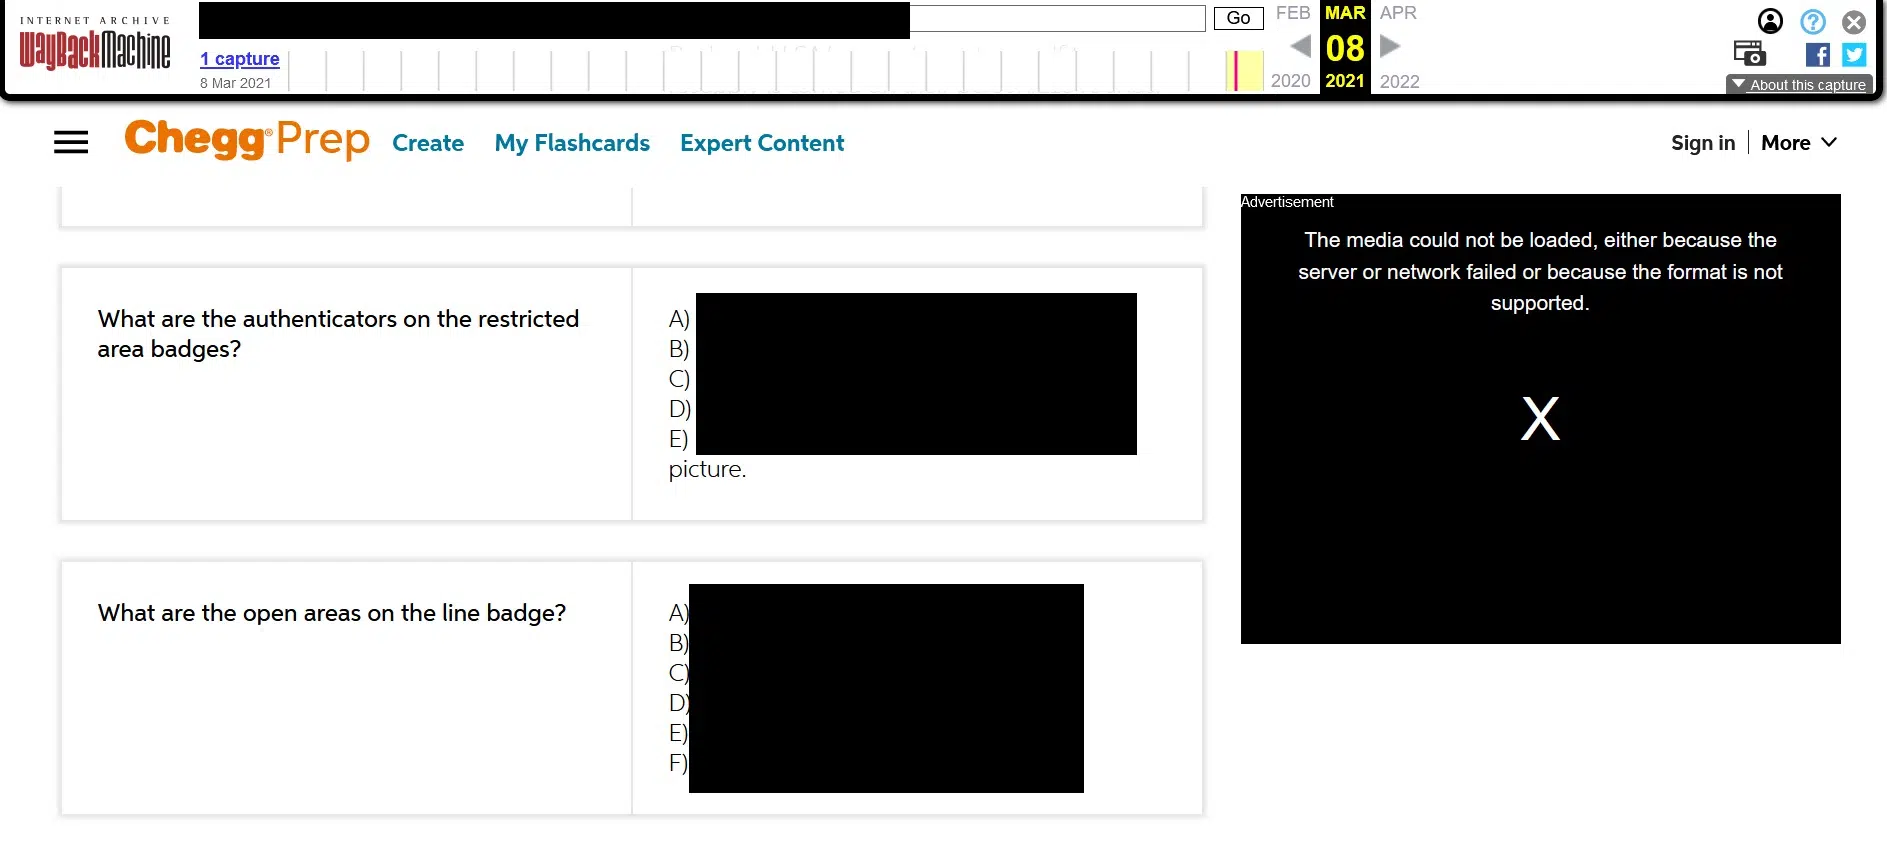 INTERNET ARCHIVE
WayBackMachine
1 capture
8 Mar 2021
Go
FEB MAR APR
08
2020 2021 2022
?
f
About this capture
Chegg® Prep
Create My Flashcards Expert Content
Sign in More
What are the authenticators on the restricted
area badges?
A)
B)
C)
D)
E)
picture.
What are the open areas on the line badge?
A)
B)
C)
D)
E)
F)
Advertisement
The media could not be loaded, either because the
server or network failed or because the format is not
supported.
X